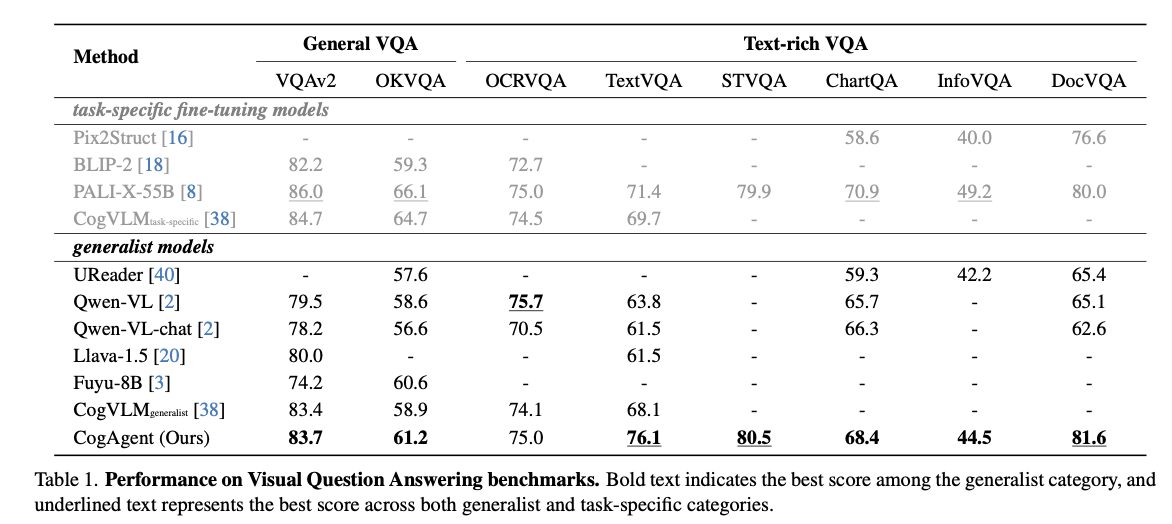 Method General VQA Text-rich VQA
VQAv2 OKVQA OCRVQA TextVQA STVQA ChartQA InfoVQA DocVQA
task-specific fine-tuning models
Pix2Struct [16] - - - - - 58.6 40.0 76.6
BLIP-2 [18] 82.2 59.3 72.7 - - - - -
PALI-X-55B [8] 86.0 66.1 75.0 71.4 79.9 70.9 49.2 80.0
CogVLMtask-specific [38] 84.7 64.7 74.5 69.7 - - - -
generalist models
UReader [40] - 57.6 - - - 59.3 42.2 65.4
Qwen-VL [2] 79.5 58.6 75.7 63.8 - 65.7 - 65.1
Qwen-VL-chat [2] 78.2 56.6 70.5 61.5 - 66.3 - 62.6
Llava-1.5 [20] 80.0 - - 61.5 - - - -
Fuyu-8B [3] 74.2 60.6 - - - - - -
CogVLMgeneralist [38] 83.4 58.9 74.1 68.1 - - - -
CogAgent (Ours) 83.7 61.2 75.0 76.1 80.5 68.4 44.5 81.6
Table 1. Performance on Visual Question Answering benchmarks. Bold text indicates the best score among the generalist category, and
underlined text represents the best score across both generalist and task-specific categories.